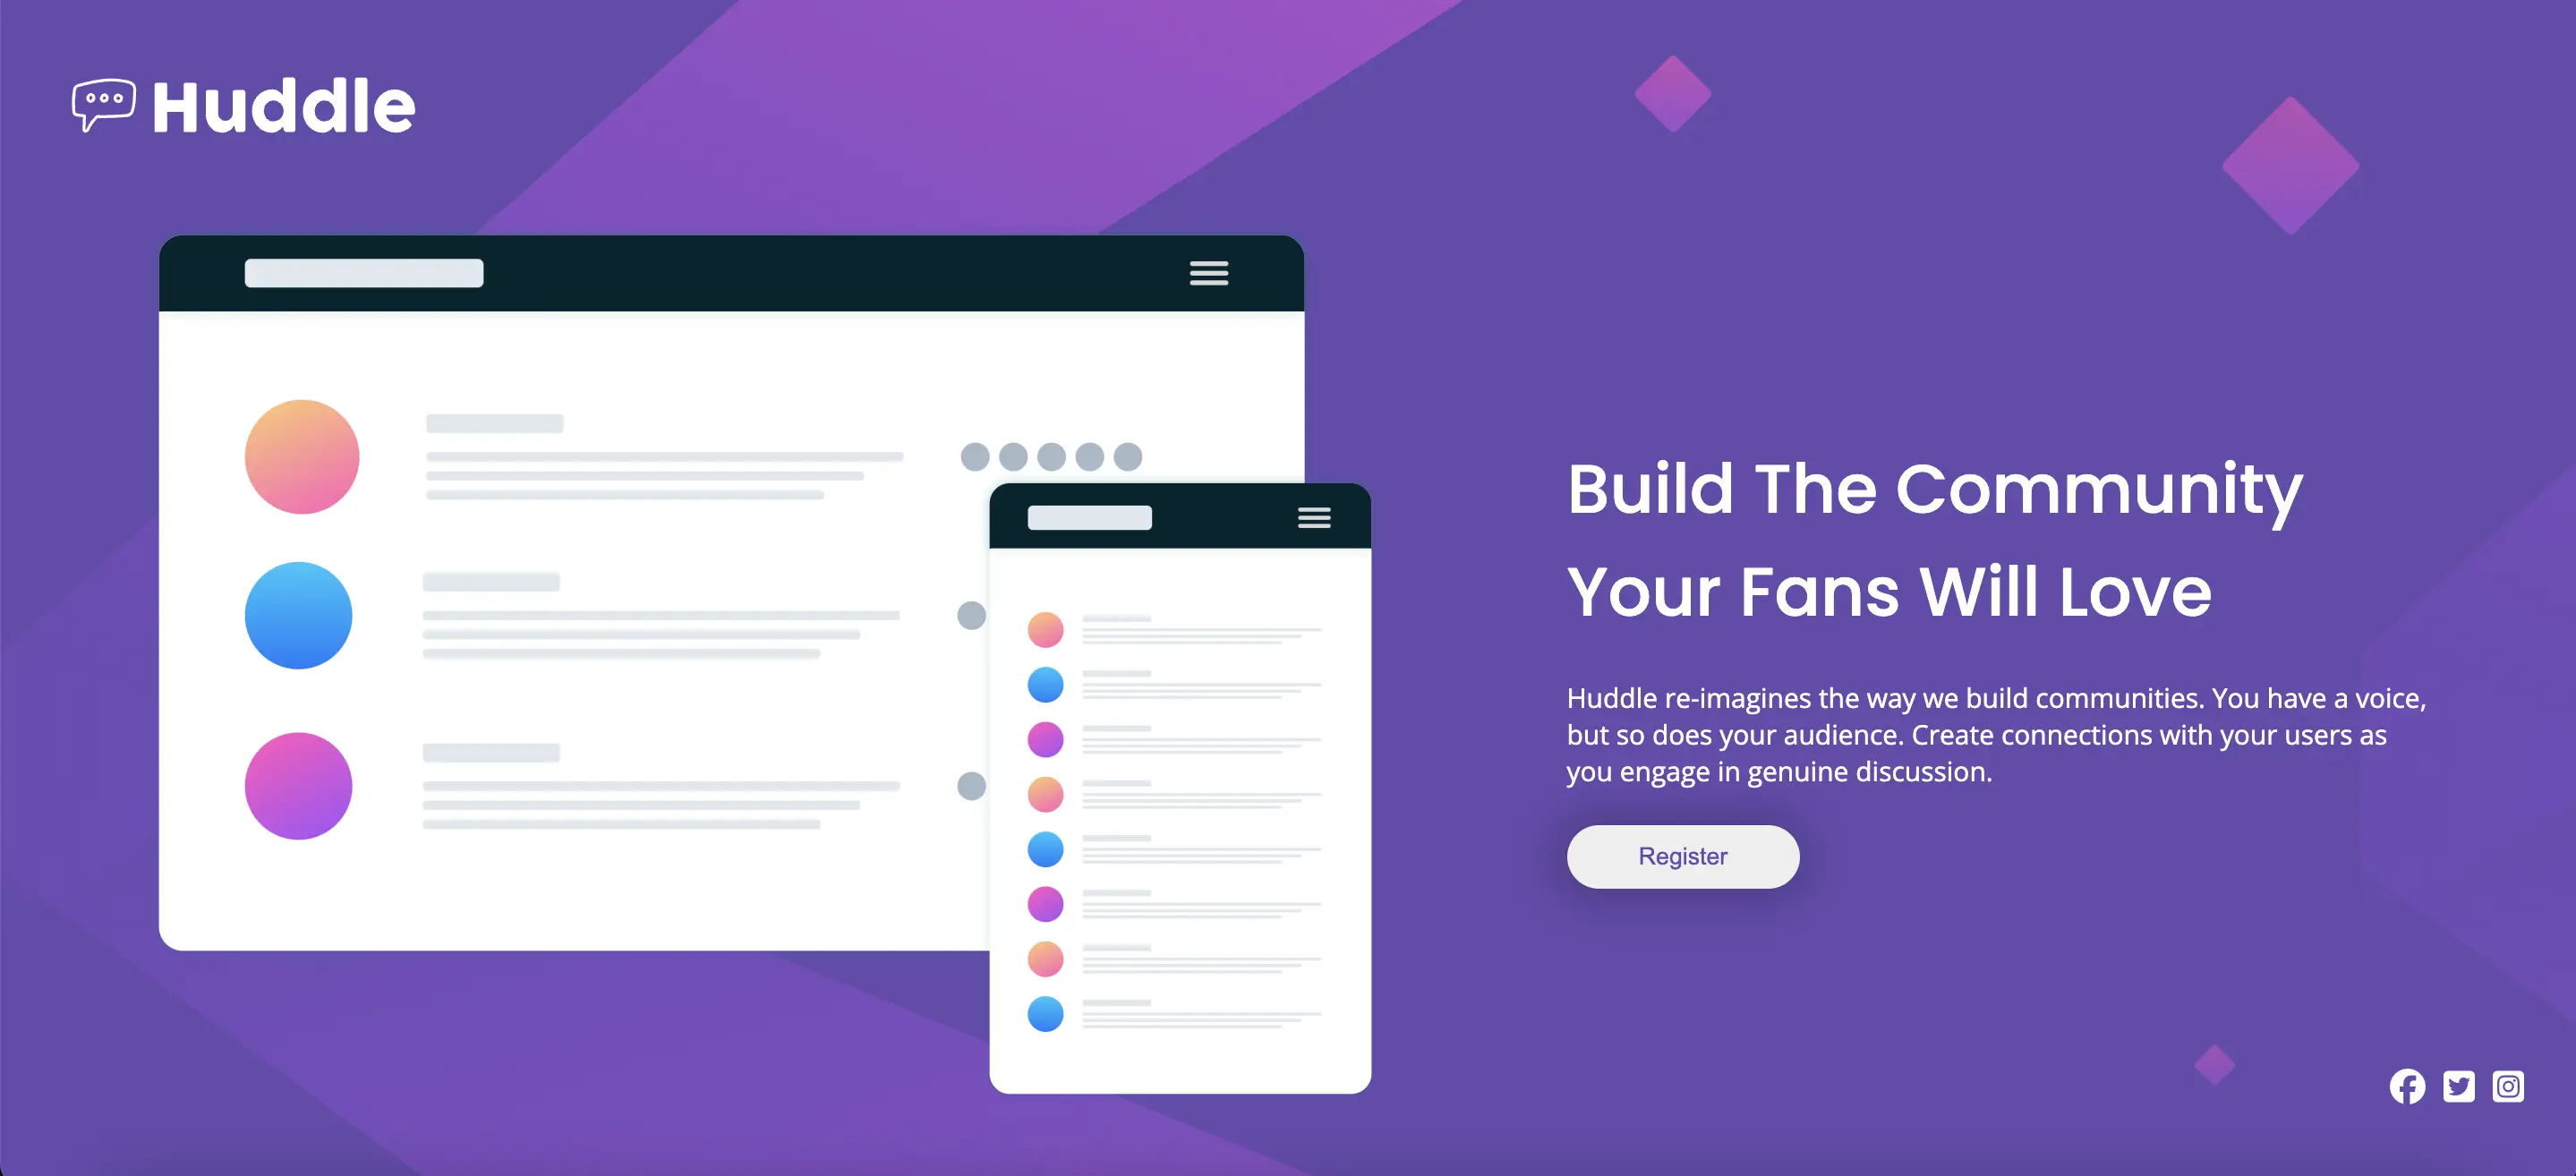 Huddle
Build The Community
Your Fans Will Love
Huddle re-imagines the way we build communities. You have a voice,
but so does your audience. Create connections with your users as
you engage in genuine discussion.
Register